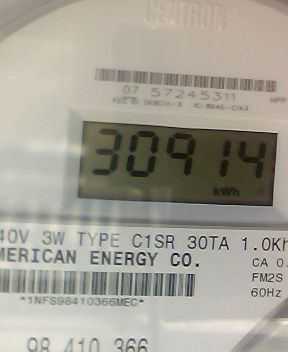 CENTRON
07 57245311
30914
kWh
40V 3W TYPE C1SR 30TA 1.0Kh
MERICAN ENERGY CO.
CA 0.
FM2S
60Hz
*1NFS98410366MEC*
98 410 366